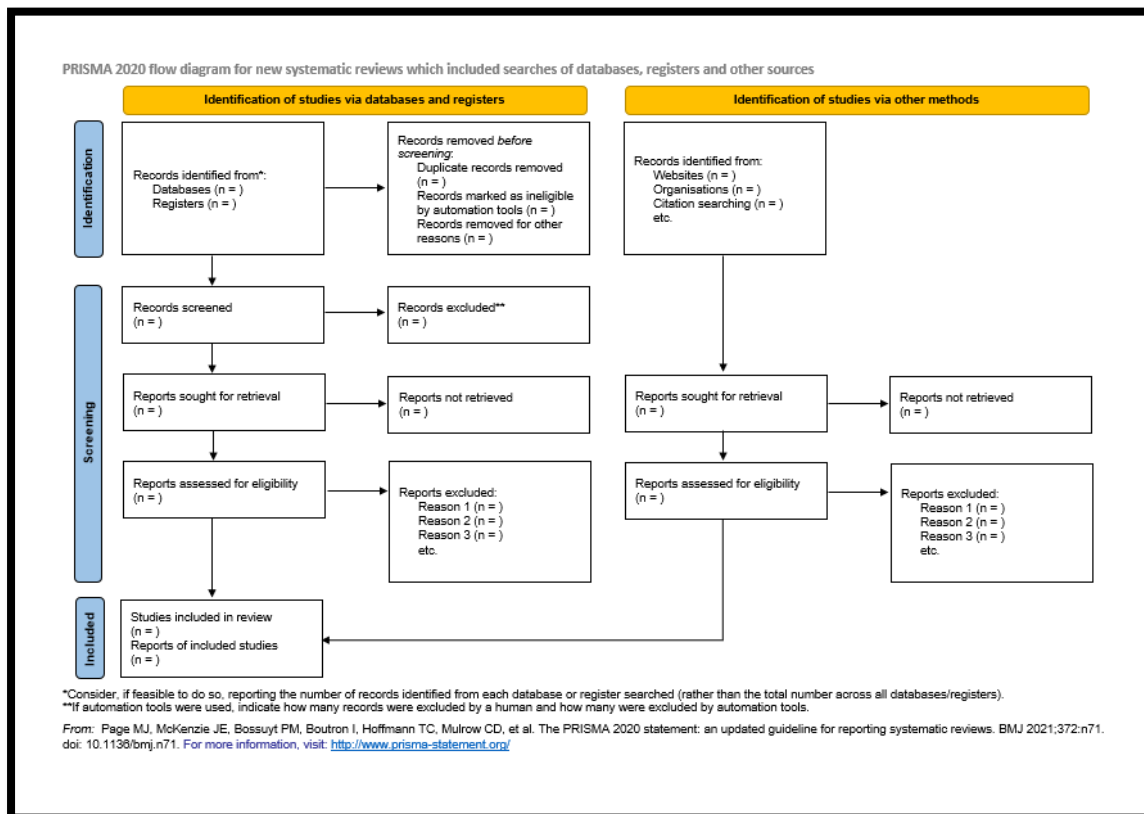 PRISMA 2020 flow diagram for new systematic reviews which included searches of databases, registers and other sources
Identification of studies via databases and registers
Identification of studies via other methods
Identification
Records identified from*:
Databases (n = )
Registers (n = )
Records removed before
screening:
Duplicate records removed
(n = )
Records marked as ineligible
by automation tools (n = )
Records removed for other
reasons (n = )
Records identified from:
Websites (n = )
Organisations (n = )
Citation searching (n = )
etc.
Screening
Records screened
(n = )
Records excluded**
(n = )
Reports sought for retrieval
(n = )
Reports not retrieved
(n = )
Reports sought for retrieval
(n = )
Reports not retrieved
(n = )
Reports assessed for eligibility
(n = )
Reports excluded:
Reason 1 (n = )
Reason 2 (n = )
Reason 3 (n = )
etc.
Reports assessed for eligibility
(n = )
Reports excluded:
Reason 1 (n = )
Reason 2 (n = )
Reason 3 (n = )
etc.
Included
Studies included in review
(n = )
Reports of included studies
(n = )
*Consider, if feasible to do so, reporting the number of records identified from each database or register searched (rather than the total number across all databases/registers).
**If automation tools were used, indicate how many records were excluded by a human and how many were excluded by automation tools.
From: Page MJ, McKenzie JE, Bossuyt PM, Boutron I, Hoffmann TC, Mulrow CD, et al. The PRISMA 2020 statement: an updated guideline for reporting systematic reviews. BMJ 2021;372:n71.
doi: 10.1136/bmj.n71. For more information, visit: http://www.prisma-statement.org/